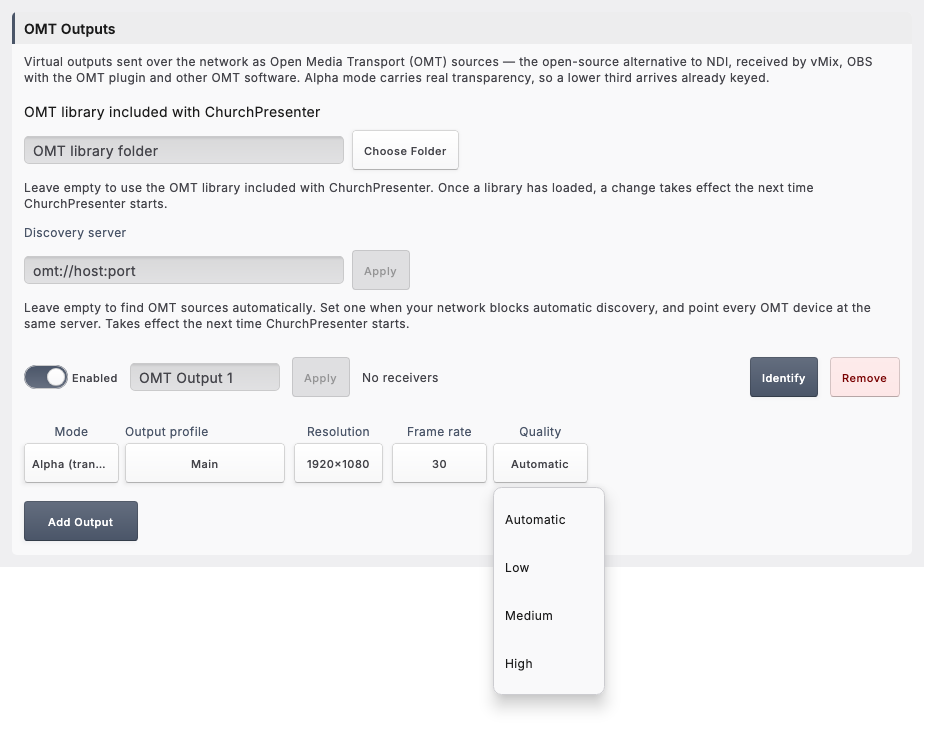 OMT Outputs
Virtual outputs sent over the network as Open Media Transport (OMT) sources — the open-source alternative to NDI, received by vMix, OBS
with the OMT plugin and other OMT software. Alpha mode carries real transparency, so a lower third arrives already keyed.
OMT library included with ChurchPresenter
OMT library folder
Choose Folder
Leave empty to use the OMT library included with ChurchPresenter. Once a library has loaded, a change takes effect the next time
ChurchPresenter starts.
Discovery server
omt://host:port
Apply
Leave empty to find OMT sources automatically. Set one when your network blocks automatic discovery, and point every OMT device at the
same server. Takes effect the next time ChurchPresenter starts.
Enabled
OMT Output 1
Apply
No receivers
Identify
Remove
Mode
Output profile
Resolution
Frame rate
Quality
Alpha (tran...
Main
1920×1080
30
Automatic
Add Output
Automatic
Low
Medium
High